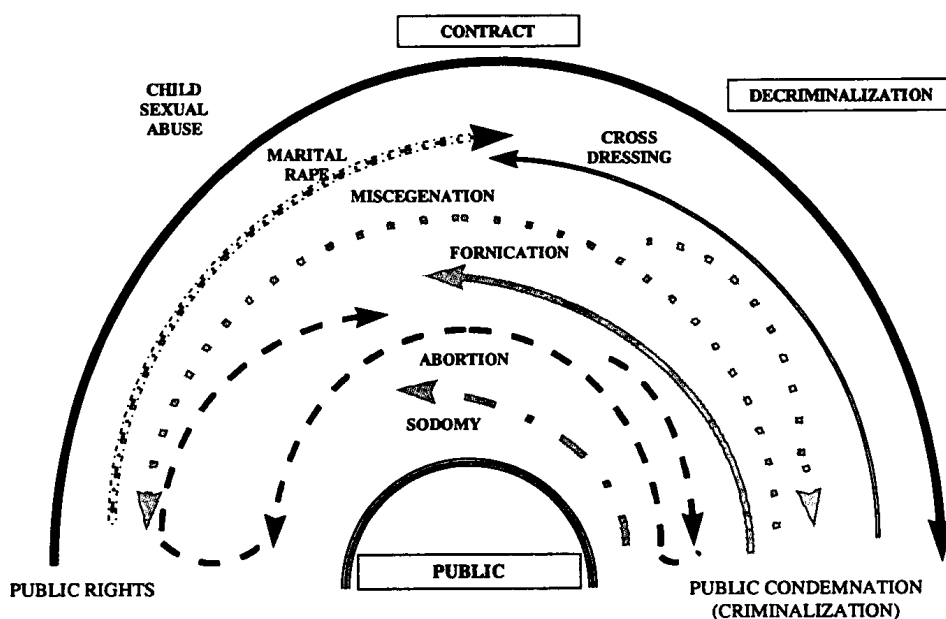 CONTRACT
CHILD
SEXUAL
ABUSE
DECRIMINALIZATION
MARITAL
RAPE
CROSS
DRESSING
MISCEGENATION
FORNICATION
ABORTION
SODOMY
PUBLIC
PUBLIC RIGHTS
PUBLIC CONDEMNATION
(CRIMINALIZATION)